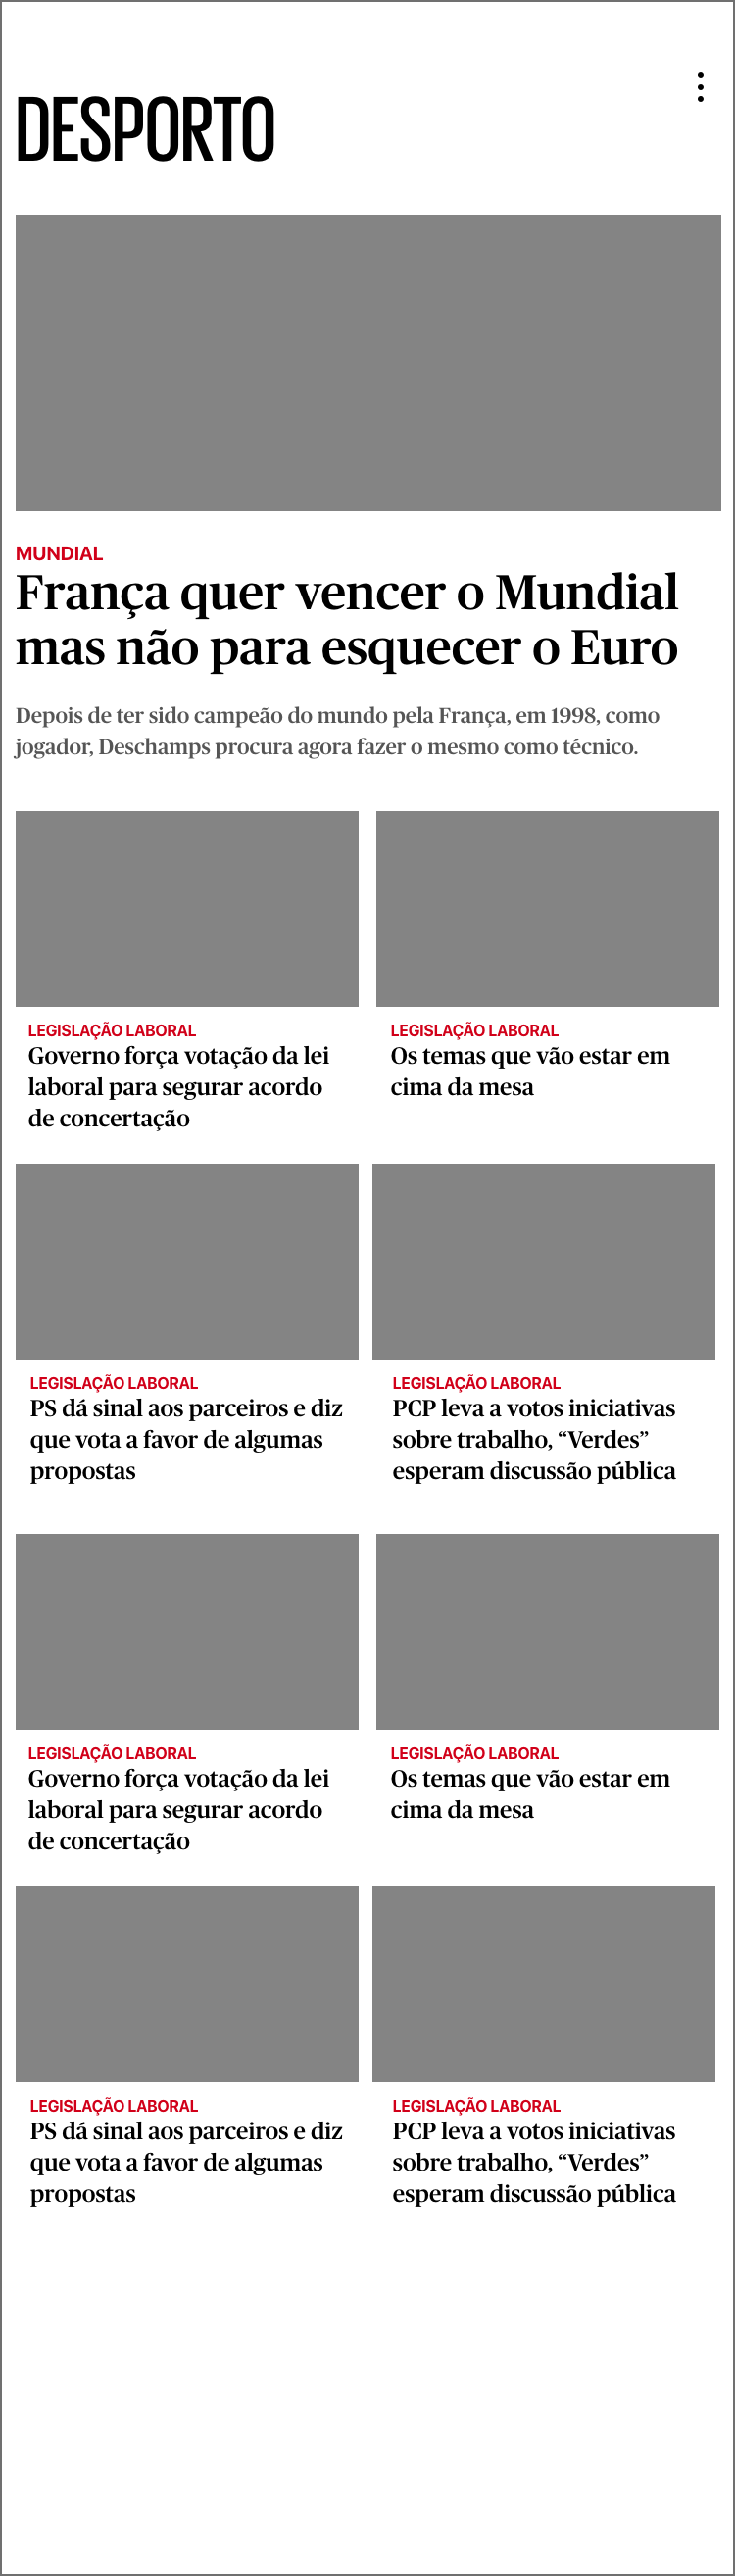 DESPORTO
MUNDIAL
França quer vencer o Mundial
mas não para esquecer o Euro
Depois de ter sido campeão do mundo pela França, em 1998, como
jogador, Deschamps procura agora fazer o mesmo como técnico.
LEGISLAÇÃO LABORAL
Governo força votação da lei
laboral para segurar acordo
de concertação
LEGISLAÇÃO LABORAL
Os temas que vão estar em
cima da mesa
LEGISLAÇÃO LABORAL
PS dá sinal aos parceiros e diz
que vota a favor de algumas
propostas
LEGISLAÇÃO LABORAL
PCP leva a votos iniciativas
sobre trabalho, “Verdes”
esperam discussão pública
LEGISLAÇÃO LABORAL
Governo força votação da lei
laboral para segurar acordo
de concertação
LEGISLAÇÃO LABORAL
Os temas que vão estar em
cima da mesa
LEGISLAÇÃO LABORAL
PS dá sinal aos parceiros e diz
que vota a favor de algumas
propostas
LEGISLAÇÃO LABORAL
PCP leva a votos iniciativas
sobre trabalho, “Verdes”
esperam discussão pública